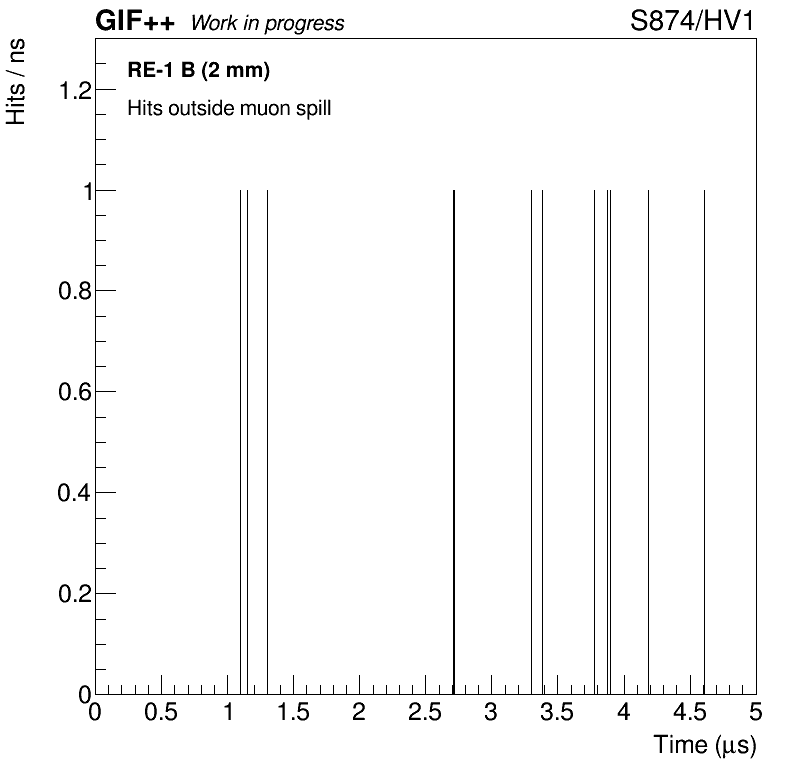 GIF++ Work in progress S874/HV1
Hits / ns
RE-1 B (2 mm)
Hits outside muon spill
1.2
1
0.8
0.6
0.4
0.2
0
0 0.5 1 1.5 2 2.5 3 3.5 4 4.5 5
Time (μs)